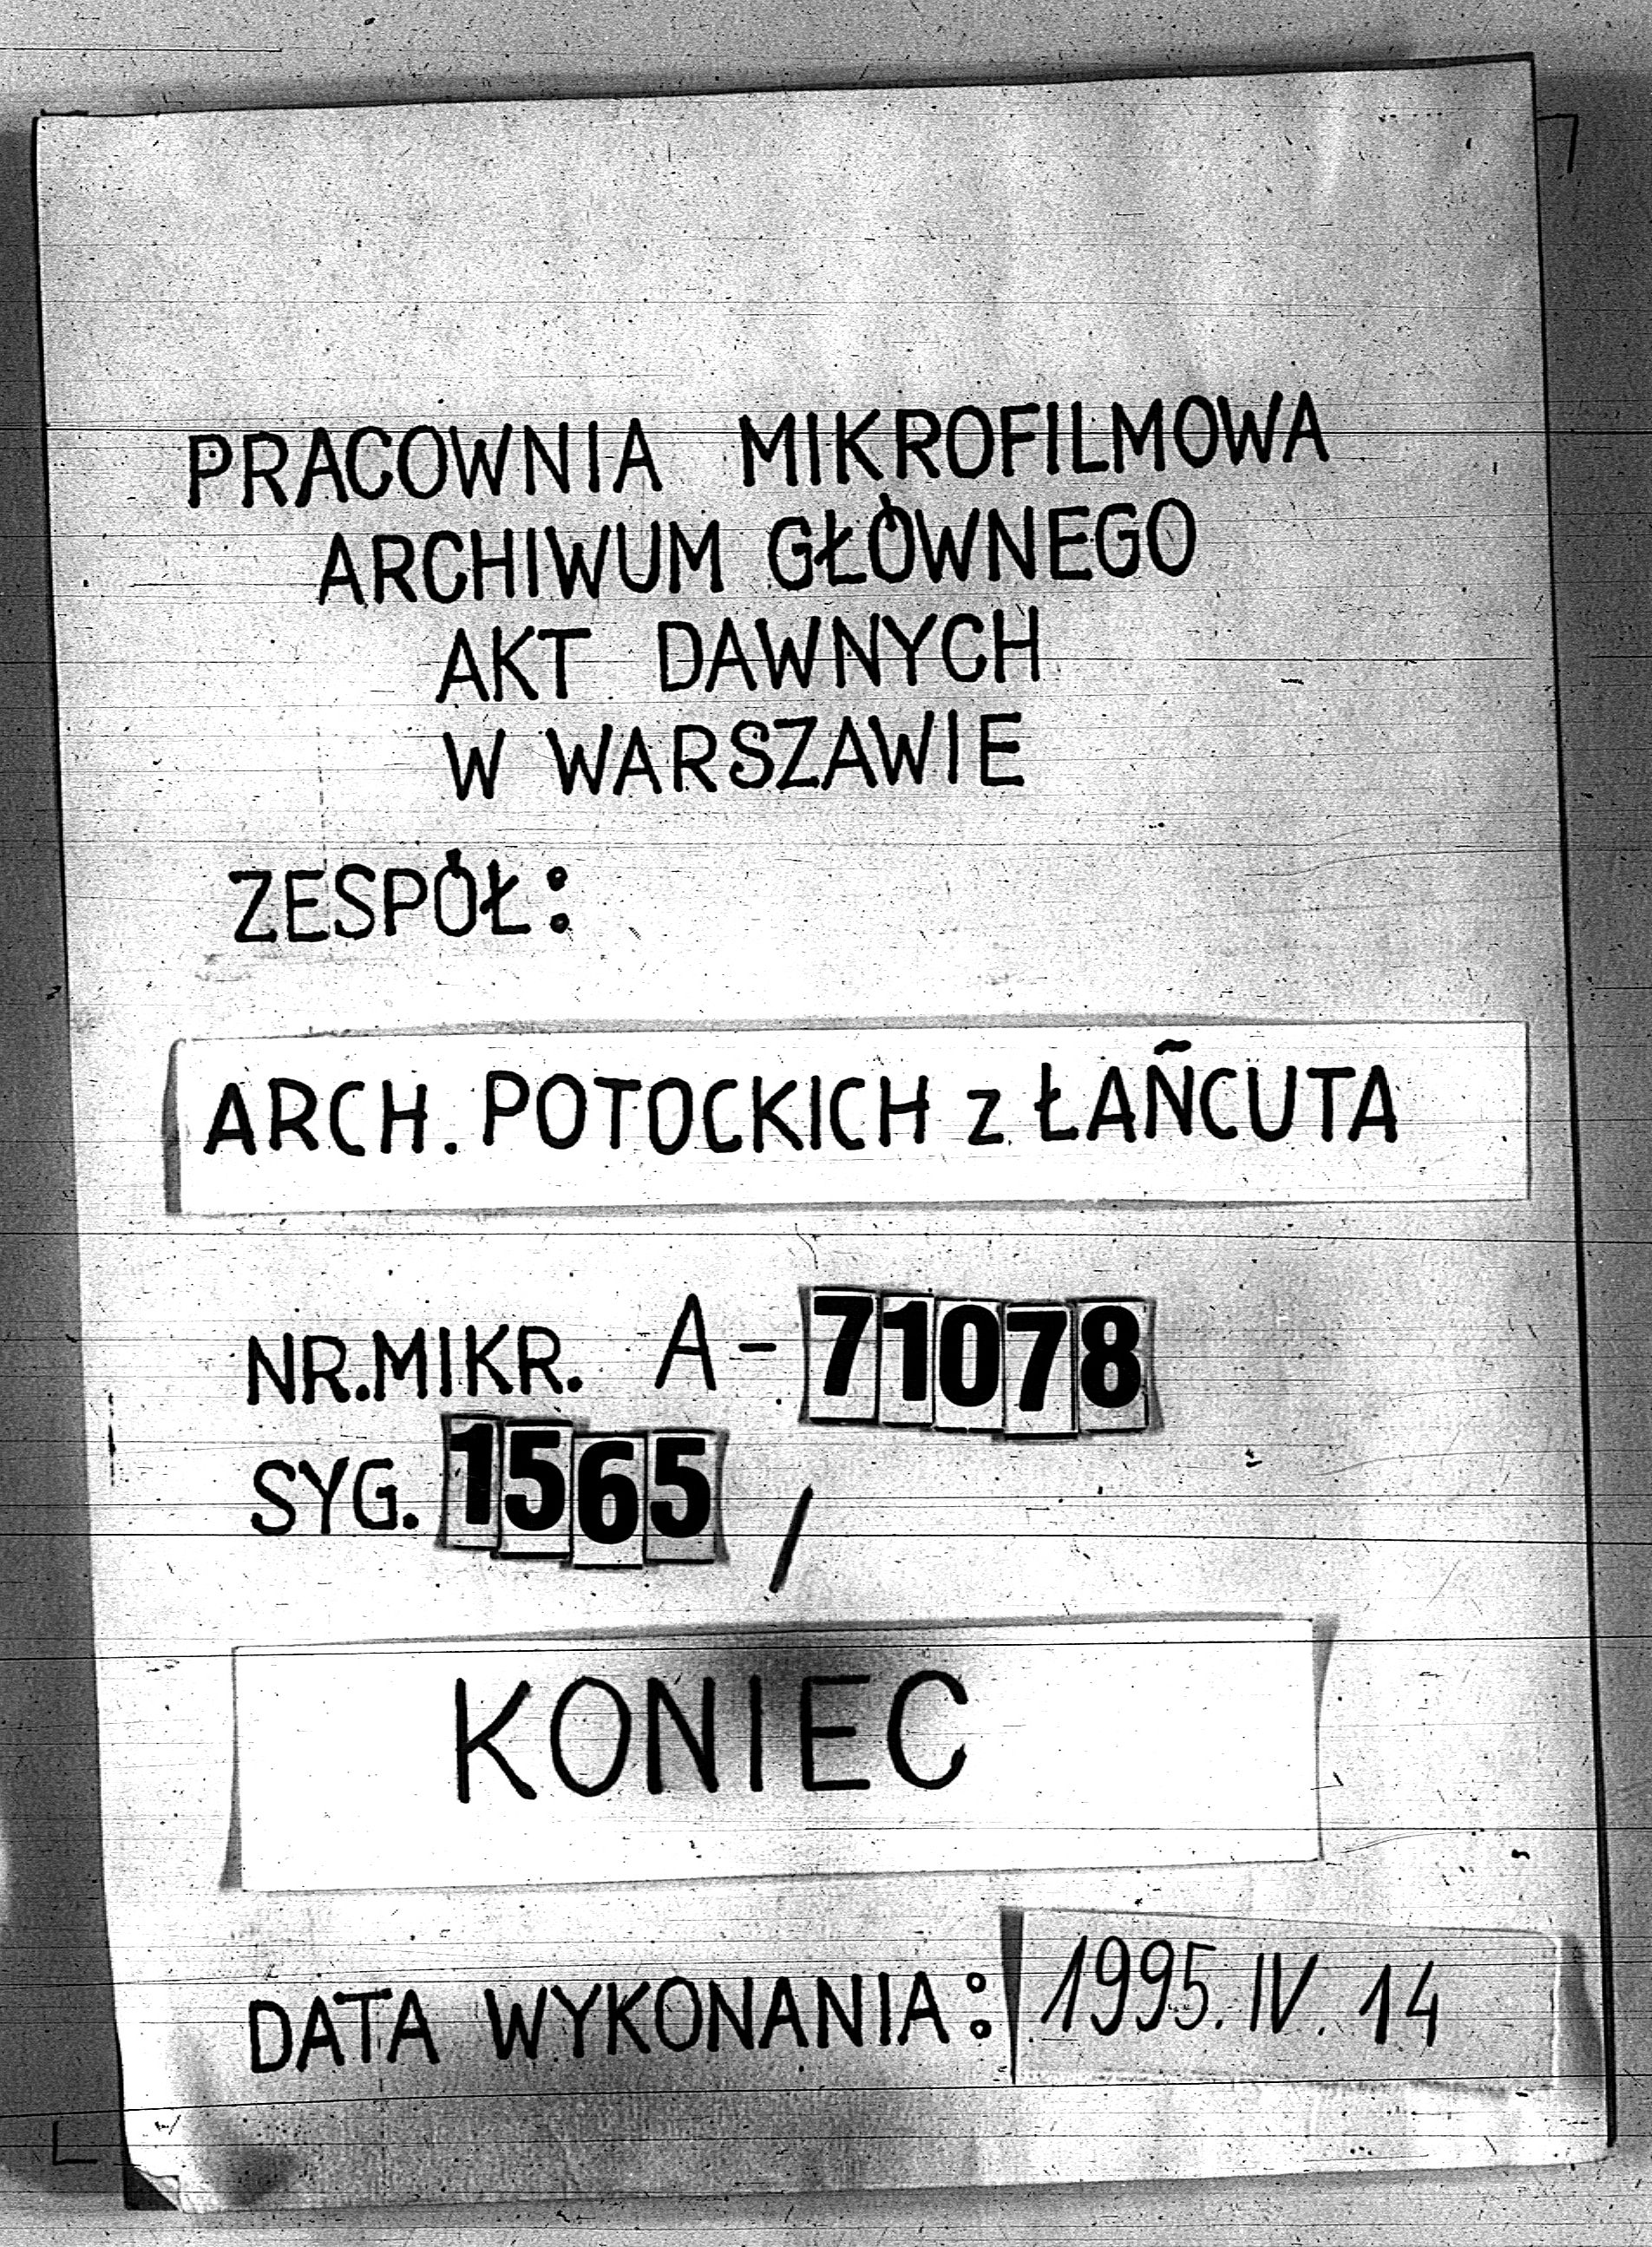 PRACOWNIA MIKROFILMOWA
ARCHIWUM GŁÓWNEGO
AKT DAWNYCH
W WARSZAWIE
ZESPÓŁ:
ARCH. POTOCKICH z ŁAŃCUTA
NR.MIKR. A-71078
SYG. 1565 /
KONIEC
DATA WYKONANIA: 1995.IV.14